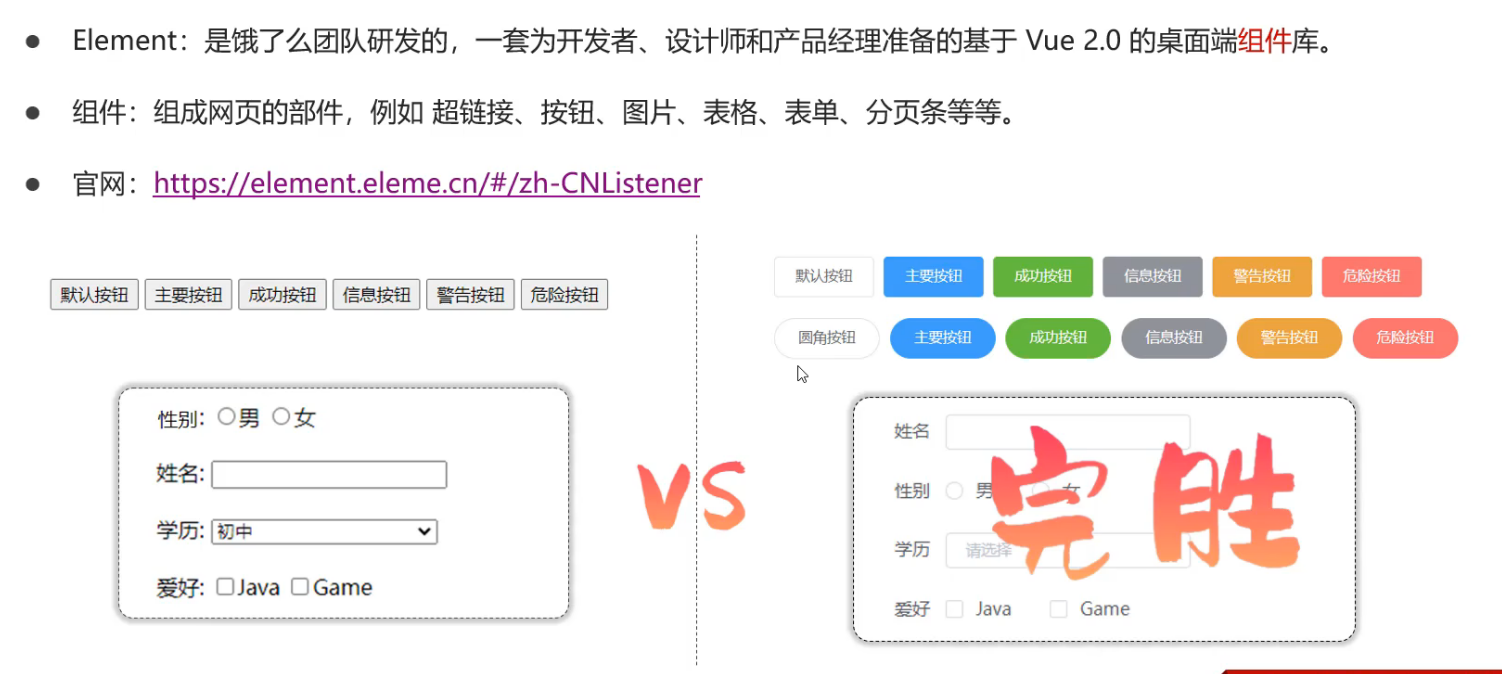 ● Element：是饿了么团队研发的，一套为开发者、设计师和产品经理准备的基于 Vue 2.0 的桌面端组件库。
● 组件：组成网页的部件，例如 超链接、按钮、图片、表格、表单、分页条等等。
● 官网：https://element.eleme.cn/#/zh-CNListener
默认按钮 主要按钮 成功按钮 信息按钮 警告按钮 危险按钮
性别：男 女
姓名:
学历: 初中
爱好: Java Game
VS
默认按钮 主要按钮 成功按钮 信息按钮 警告按钮 危险按钮
圆角按钮 主要按钮 成功按钮 信息按钮 警告按钮 危险按钮
姓名
性别 男 女
学历 请选择
爱好 Java Game
完胜